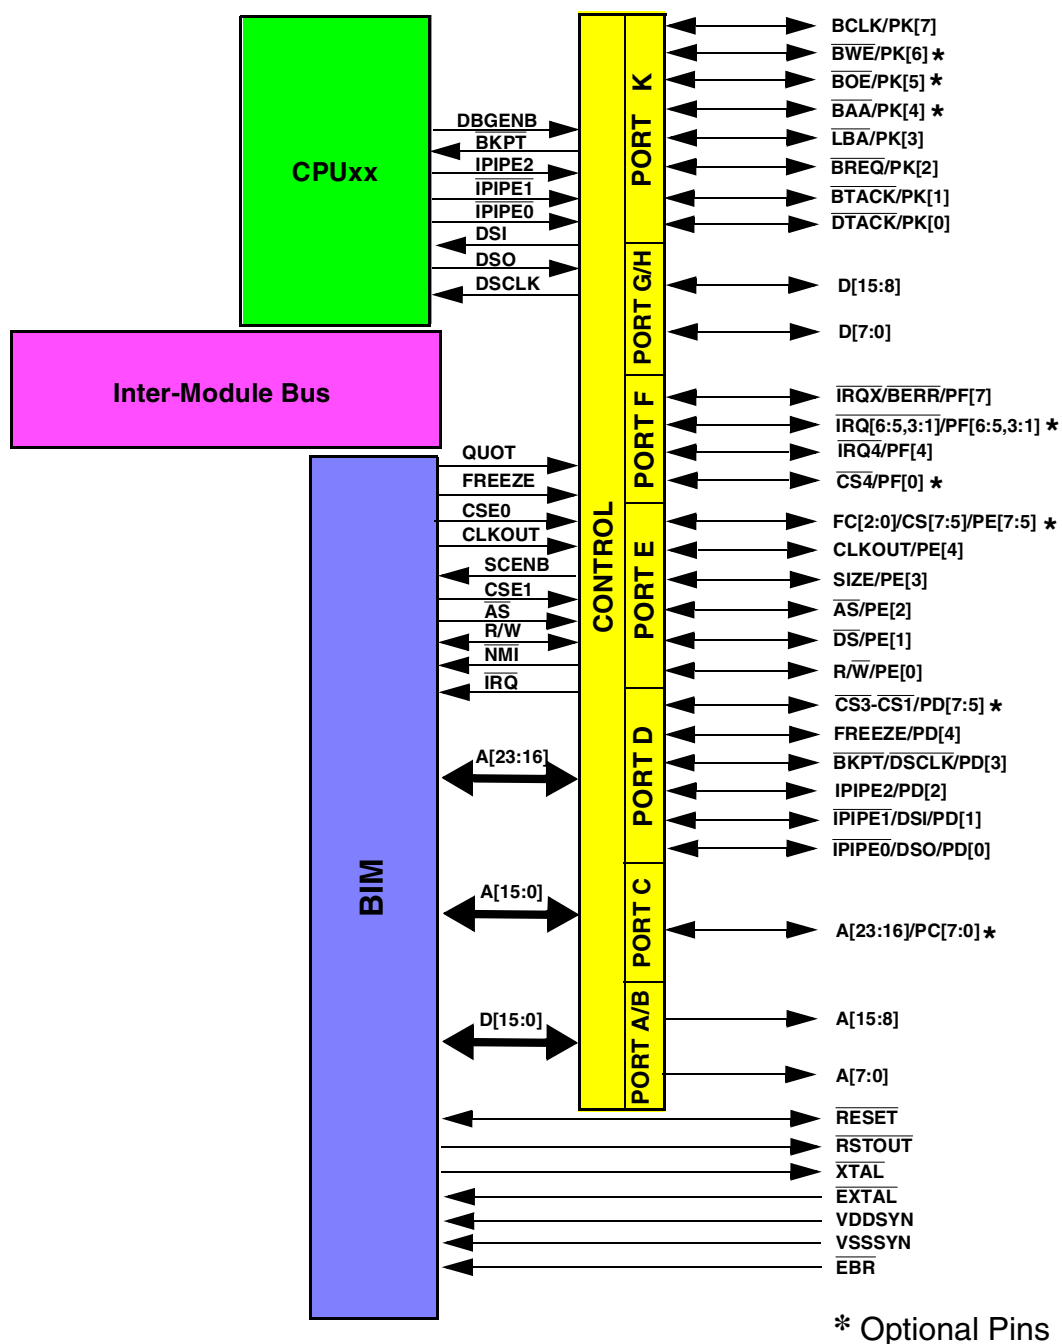 CPUxx
Inter-Module Bus
BIM
DBGENB
BKPT
IPIPE2
IPIPE1
IPIPE0
DSI
DSO
DSCLK
QUOT
FREEZE
CSE0
CLKOUT
SCENB
CSE1
AS
R/W
NMI
IRQ
A[23:16]
A[15:0]
D[15:0]
CONTROL
PORT K
PORT G/H
PORT F
PORT E
PORT D
PORT C
PORT A/B
BCLK/PK[7]
BWE/PK[6] *
BOE/PK[5] *
BAA/PK[4] *
LBA/PK[3]
BREQ/PK[2]
BTACK/PK[1]
DTACK/PK[0]
D[15:8]
D[7:0]
IRQX/BERR/PF[7]
IRQ[6:5,3:1]/PF[6:5,3:1] *
IRQ4/PF[4]
CS4/PF[0] *
FC[2:0]/CS[7:5]/PE[7:5] *
CLKOUT/PE[4]
SIZE/PE[3]
AS/PE[2]
DS/PE[1]
R/W/PE[0]
CS3-CS1/PD[7:5] *
FREEZE/PD[4]
BKPT/DSCLK/PD[3]
IPIPE2/PD[2]
IPIPE1/DSI/PD[1]
IPIPE0/DSO/PD[0]
A[23:16]/PC[7:0] *
A[15:8]
A[7:0]
RESET
RSTOUT
XTAL
EXTAL
VDDSYN
VSSSYN
EBR
* Optional Pins